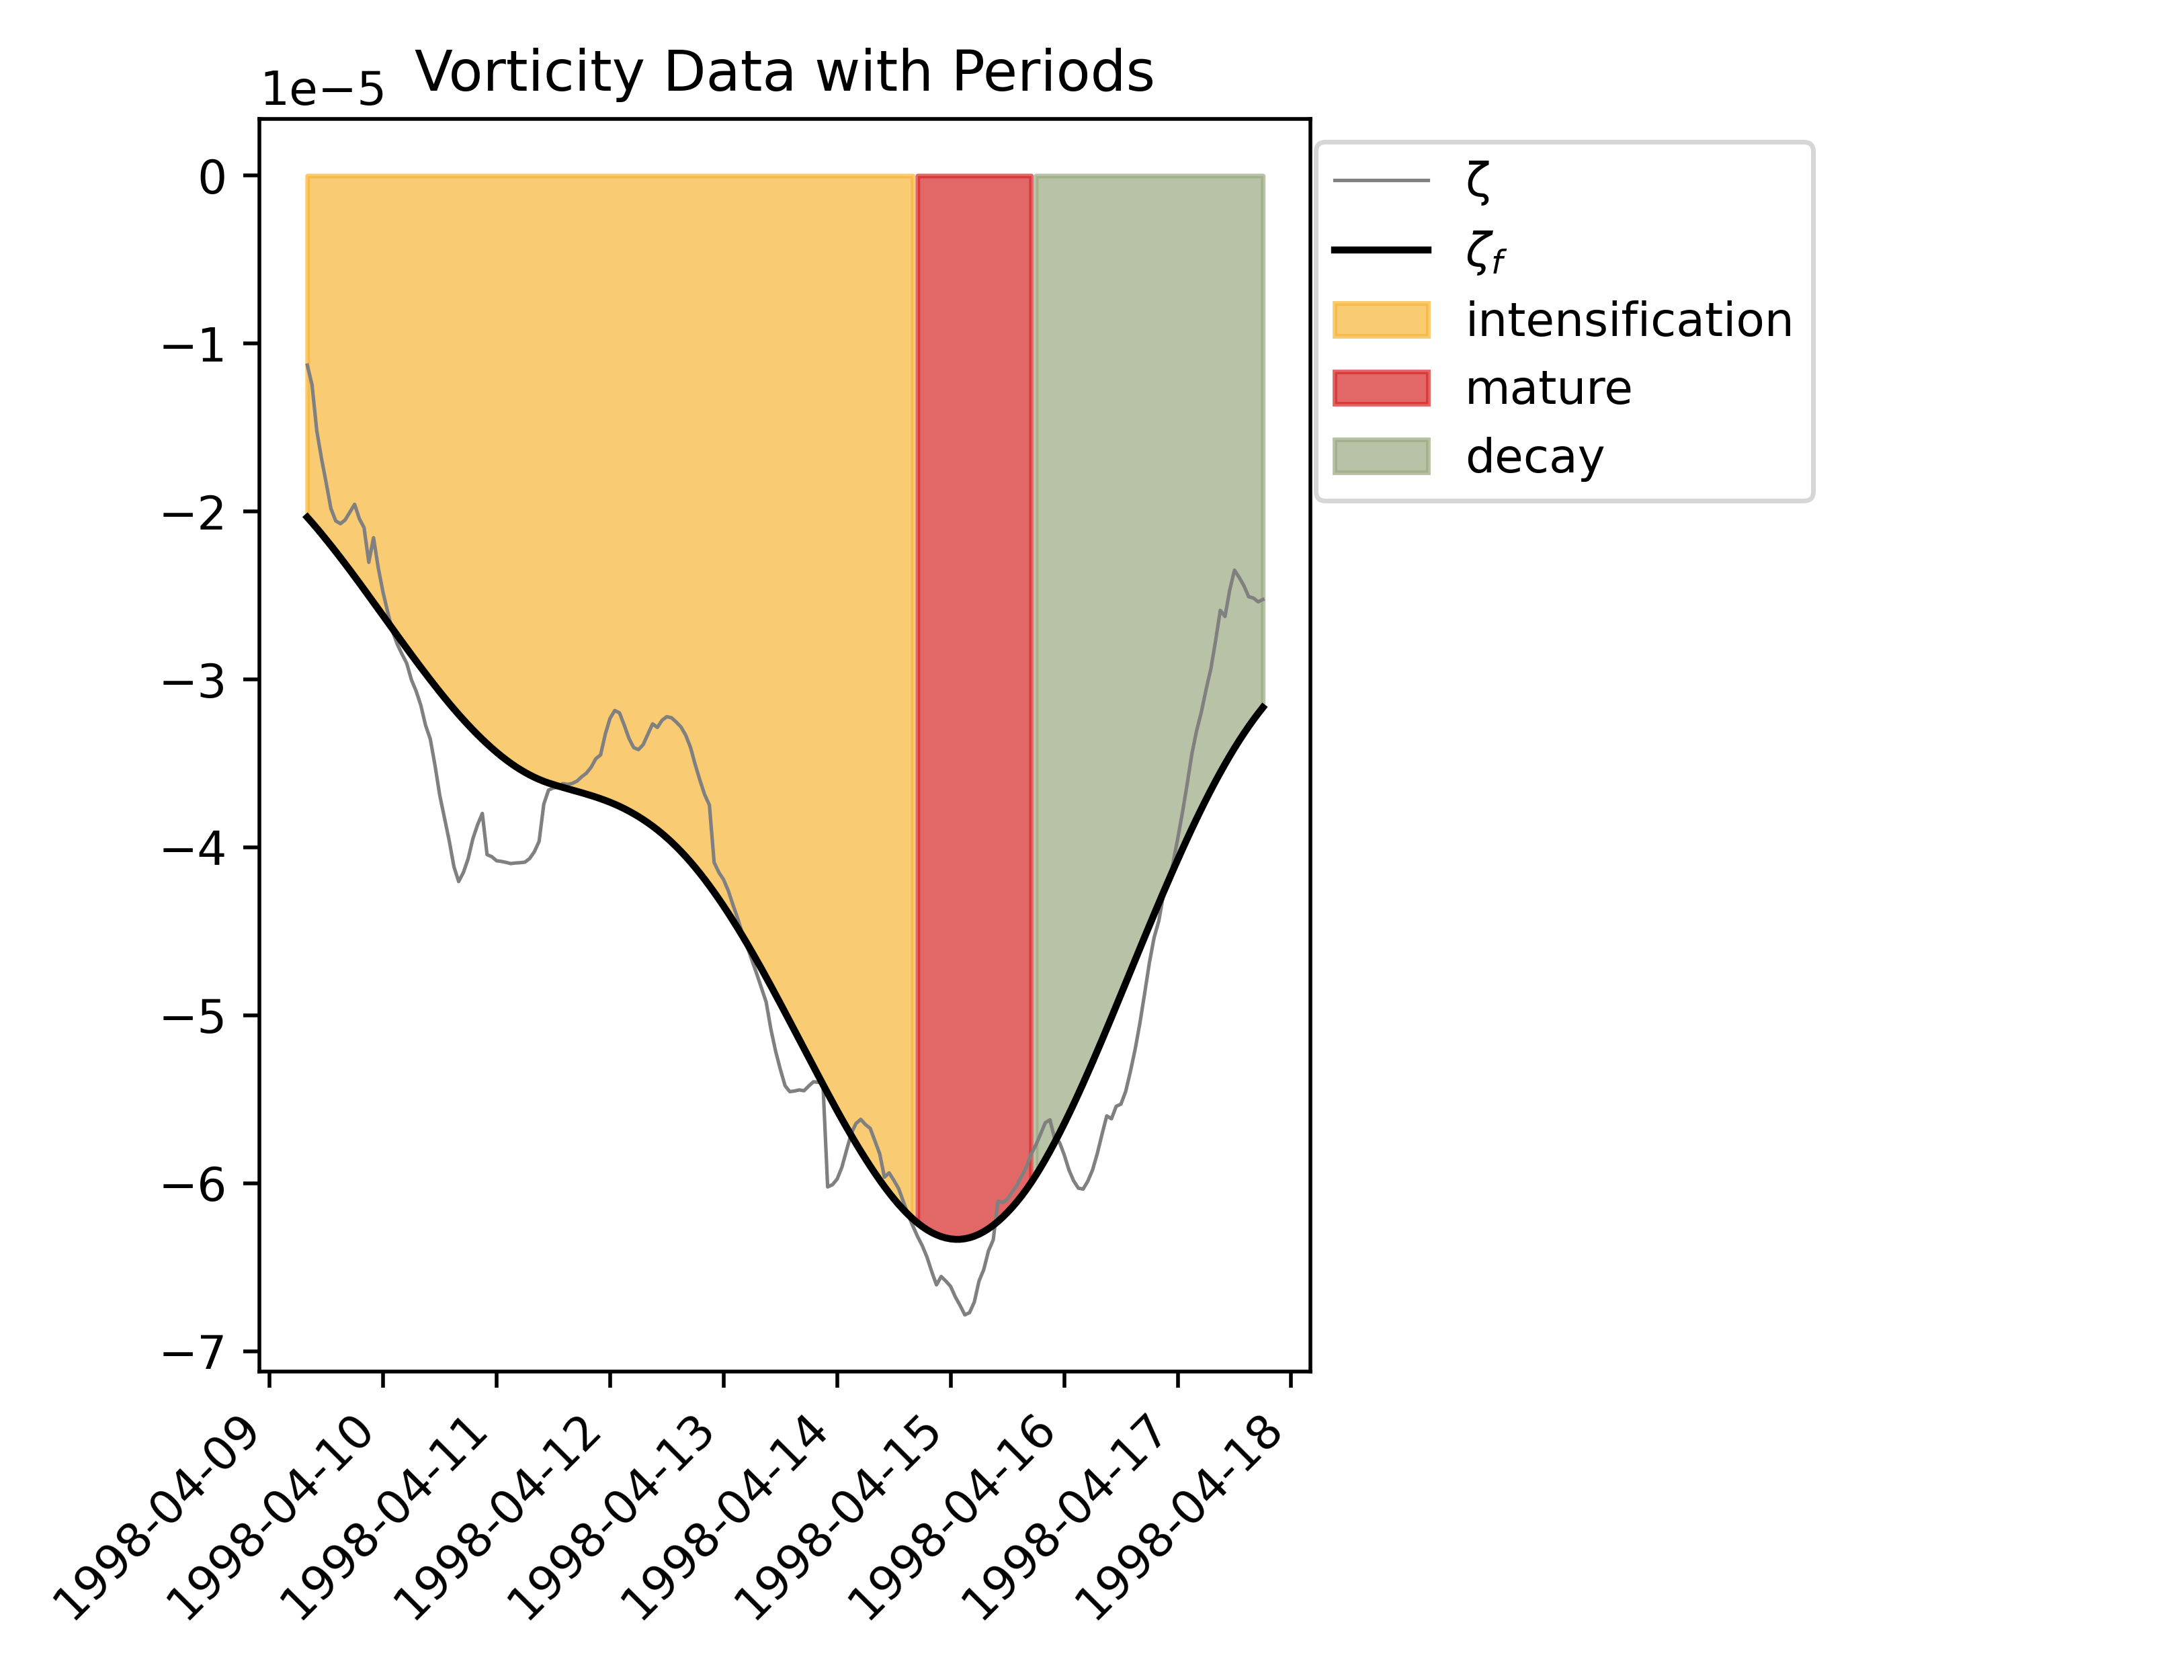 Vorticity Data with Periods
1e−5
0
−1
−2
−3
−4
−5
−6
−7
1998-04-09
1998-04-10
1998-04-11
1998-04-12
1998-04-13
1998-04-14
1998-04-15
1998-04-16
1998-04-17
1998-04-18
ζ
ζf
intensification
mature
decay